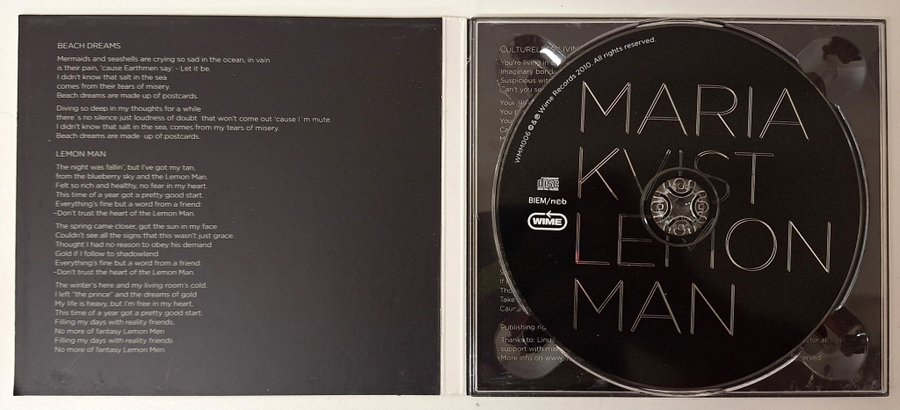 BEACH DREAMS
Mermaids and seashells are crying so sad in the ocean, in vain
is their pain, 'cause Earthmen say: - Let it be.
I didn't know that salt in the sea
comes from their tears of misery.
Beach dreams are made up of postcards.
Diving so deep in my thoughts for a while
there´s no silence just loudness of doubt that won't come out 'cause I´m mute.
I didn't know that salt in the sea, comes from my tears of misery.
Beach dreams are made up of postcards.
LEMON MAN
The night was fallin', but I've got my tan,
from the blueberry sky and the Lemon Man.
Felt so rich and healthy, no fear in my heart.
This time of a year got a pretty good start.
Everything's fine but a word from a friend:
-Don't trust the heart of the Lemon Man.
The spring came closer, got the sun in my face
Couldn't see all the signs that this wasn't just grace.
Thought I had no reason to obey his demand
Gold if I follow to shadowland
Everything's fine but a word from a friend:
-Don't trust the heart of the Lemon Man
The winter's here and my living room's cold.
I left "the prince" and the dreams of gold
My life is heavy, but I'm free in my heart.
This time of a year got a pretty good start
Filling my days with reality friends.
No more of fantasy Lemon Men
Filling my days with reality friends
No more of fantasy Lemon Men.
You're living in
Imaginary bond
Suspicious wit
Can't you se
WMM006 © & ℗ Wime Records 2010. All rights reserved.
MARIA
KVIST
LEMON
MAN
COMPACT
disc
DIGITAL AUDIO
BIEM/ncb
WIME
Publishing rig
Thanks to: Lin
for al
support with ma
More info on www